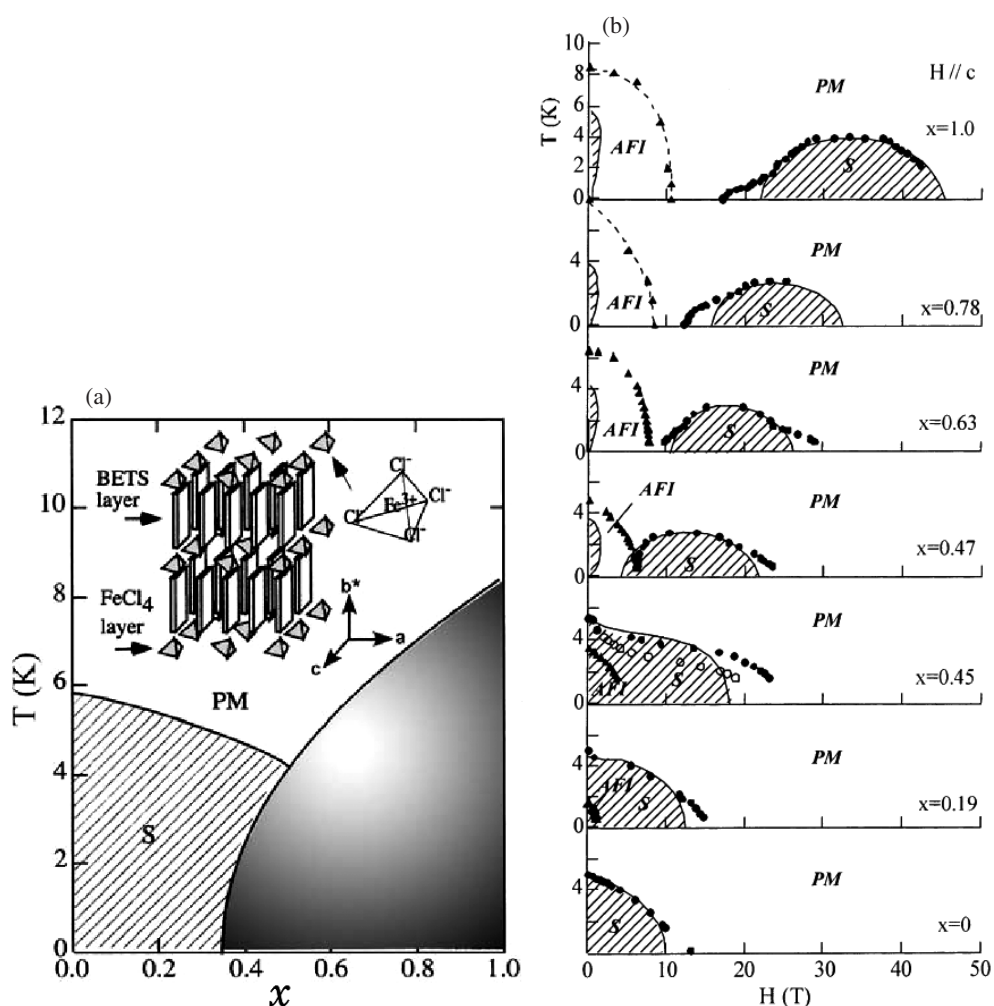 (a)
12
10
8
6
4
2
0
T (K)
0.0
0.2
0.4
0.6
0.8
1.0
x
BETS
layer
FeCl4
layer
Cl-
Fe3+
Cl-
Cl-
b*
a
c
PM
S
(b)
10
8
6
4
2
0
T (K)
H // c
PM
AFI
S
x=1.0
4
0
PM
AFI
S
x=0.78
4
0
PM
AFI
S
x=0.63
4
0
PM
AFI
S
x=0.47
4
0
PM
AFI
S
x=0.45
4
0
PM
AFI
S
x=0.19
4
PM
S
x=0
0
10
20
30
40
50
H (T)